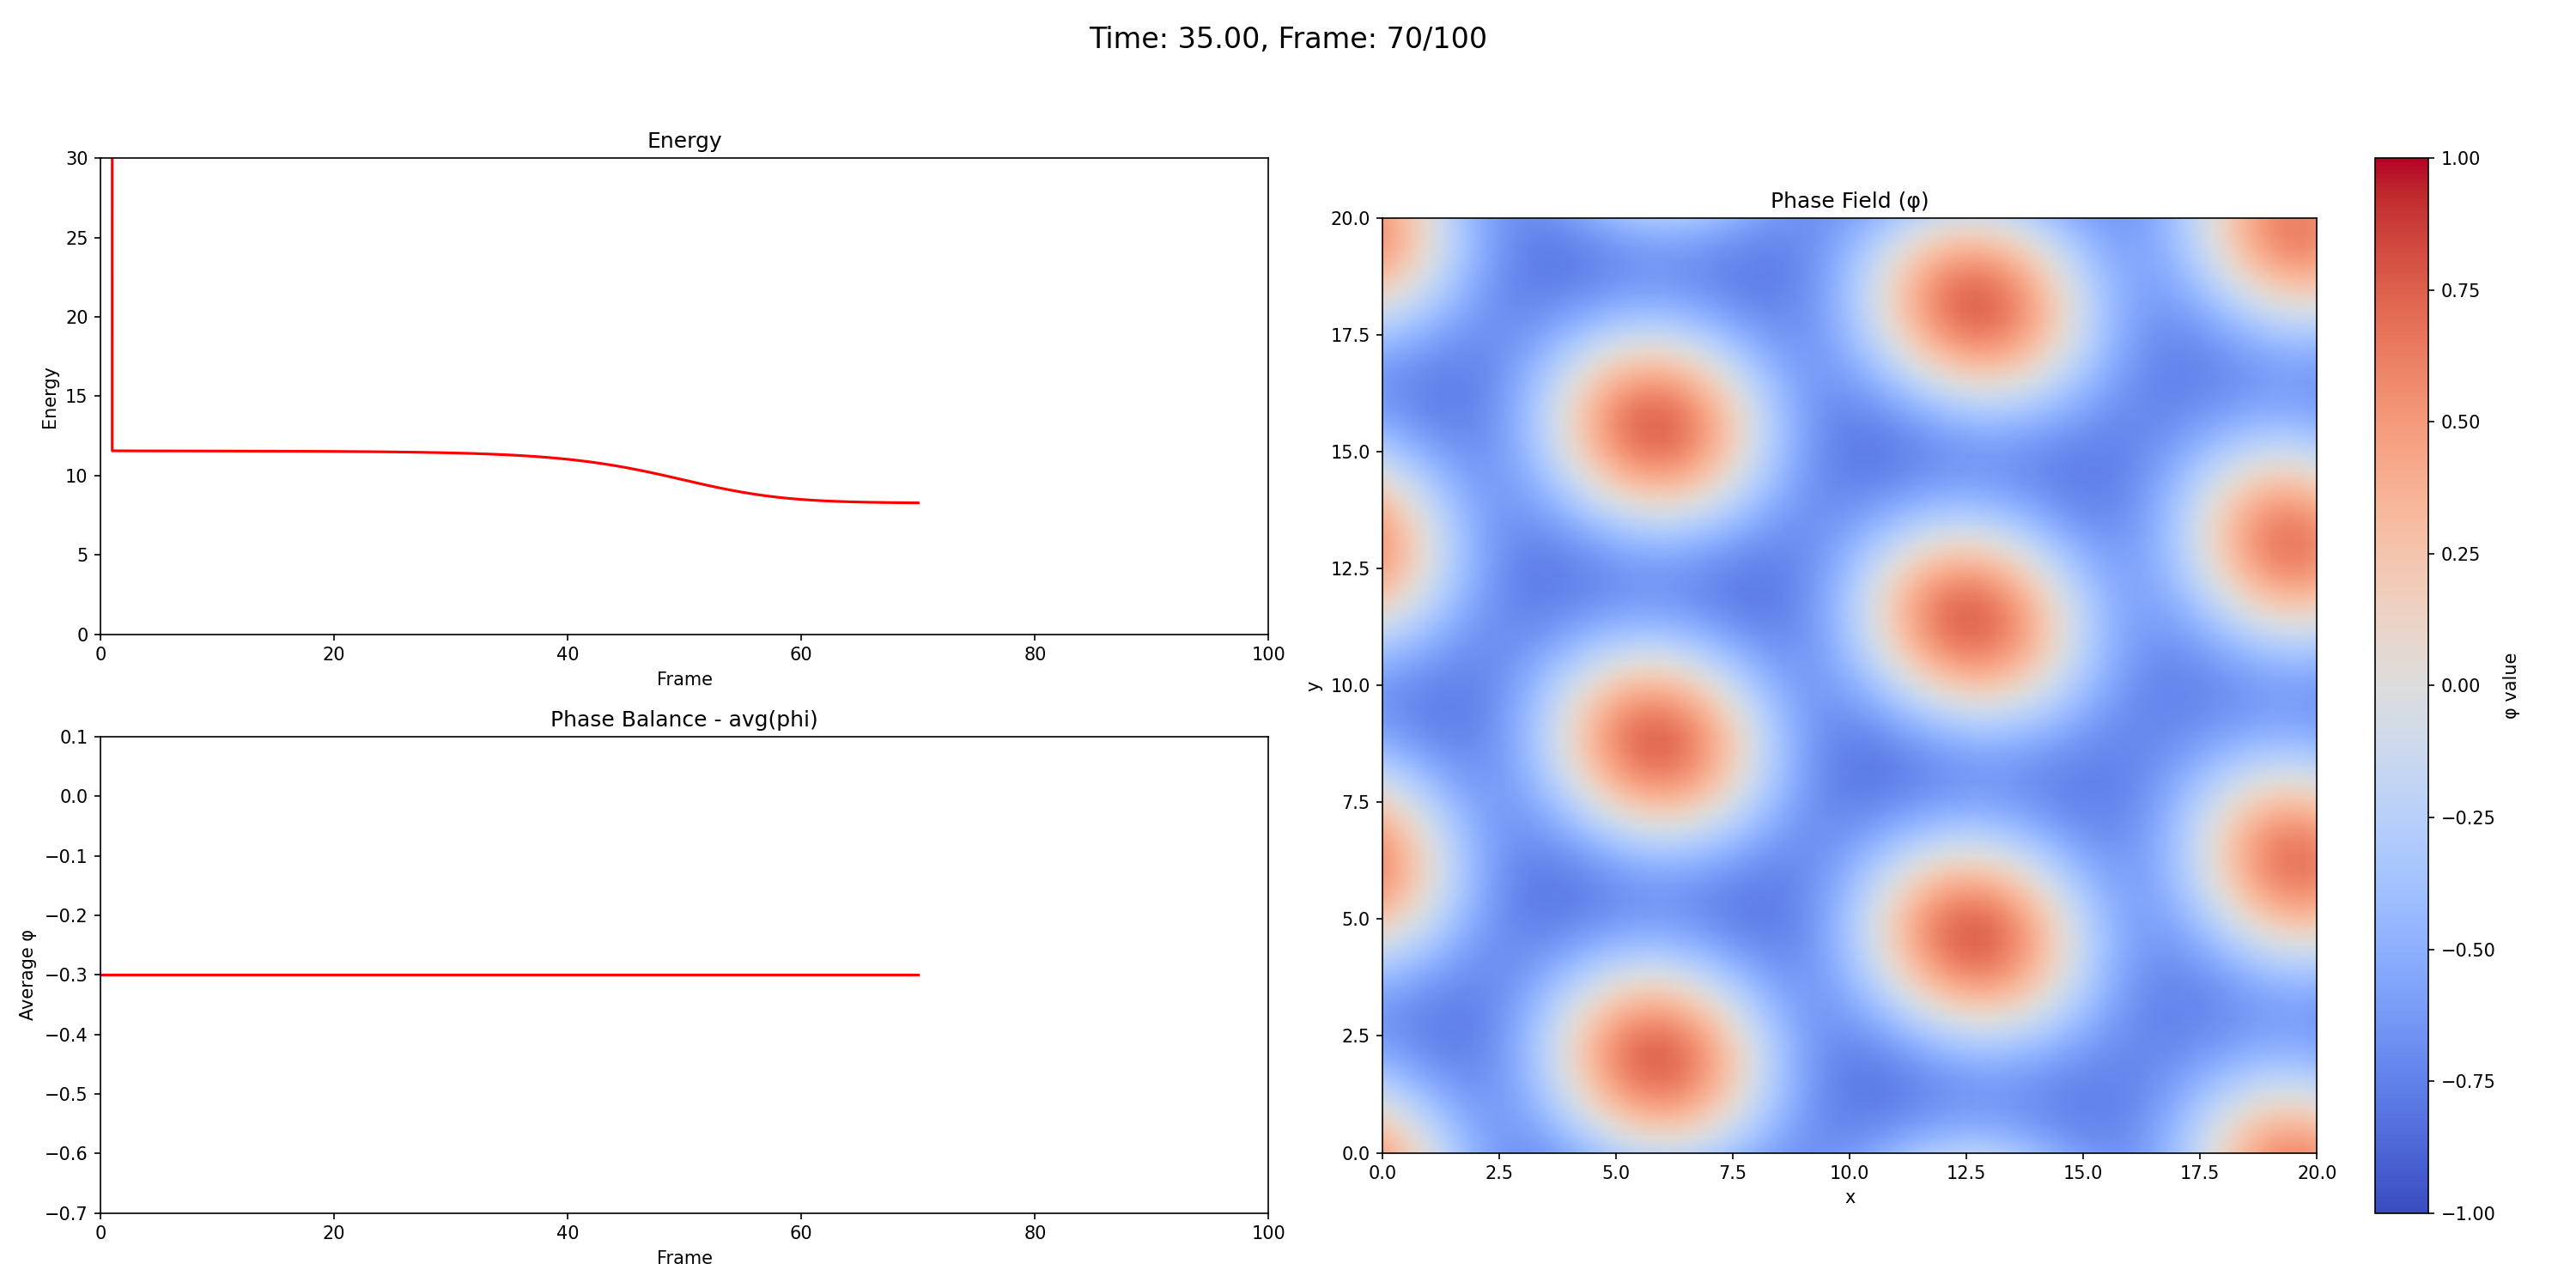 Time: 35.00, Frame: 70/100
Energy
30
25
20
15
10
5
0
Energy
0 20 40 60 80 100
Frame
Phase Balance - avg(phi)
0.1
0.0
−0.1
−0.2
−0.3
−0.4
−0.5
−0.6
−0.7
Average φ
0 20 40 60 80 100
Frame
Phase Field (φ)
20.0
17.5
15.0
12.5
10.0
7.5
5.0
2.5
0.0
y
0.0 2.5 5.0 7.5 10.0 12.5 15.0 17.5 20.0
x
1.00
0.75
0.50
0.25
0.00
−0.25
−0.50
−0.75
−1.00
φ value